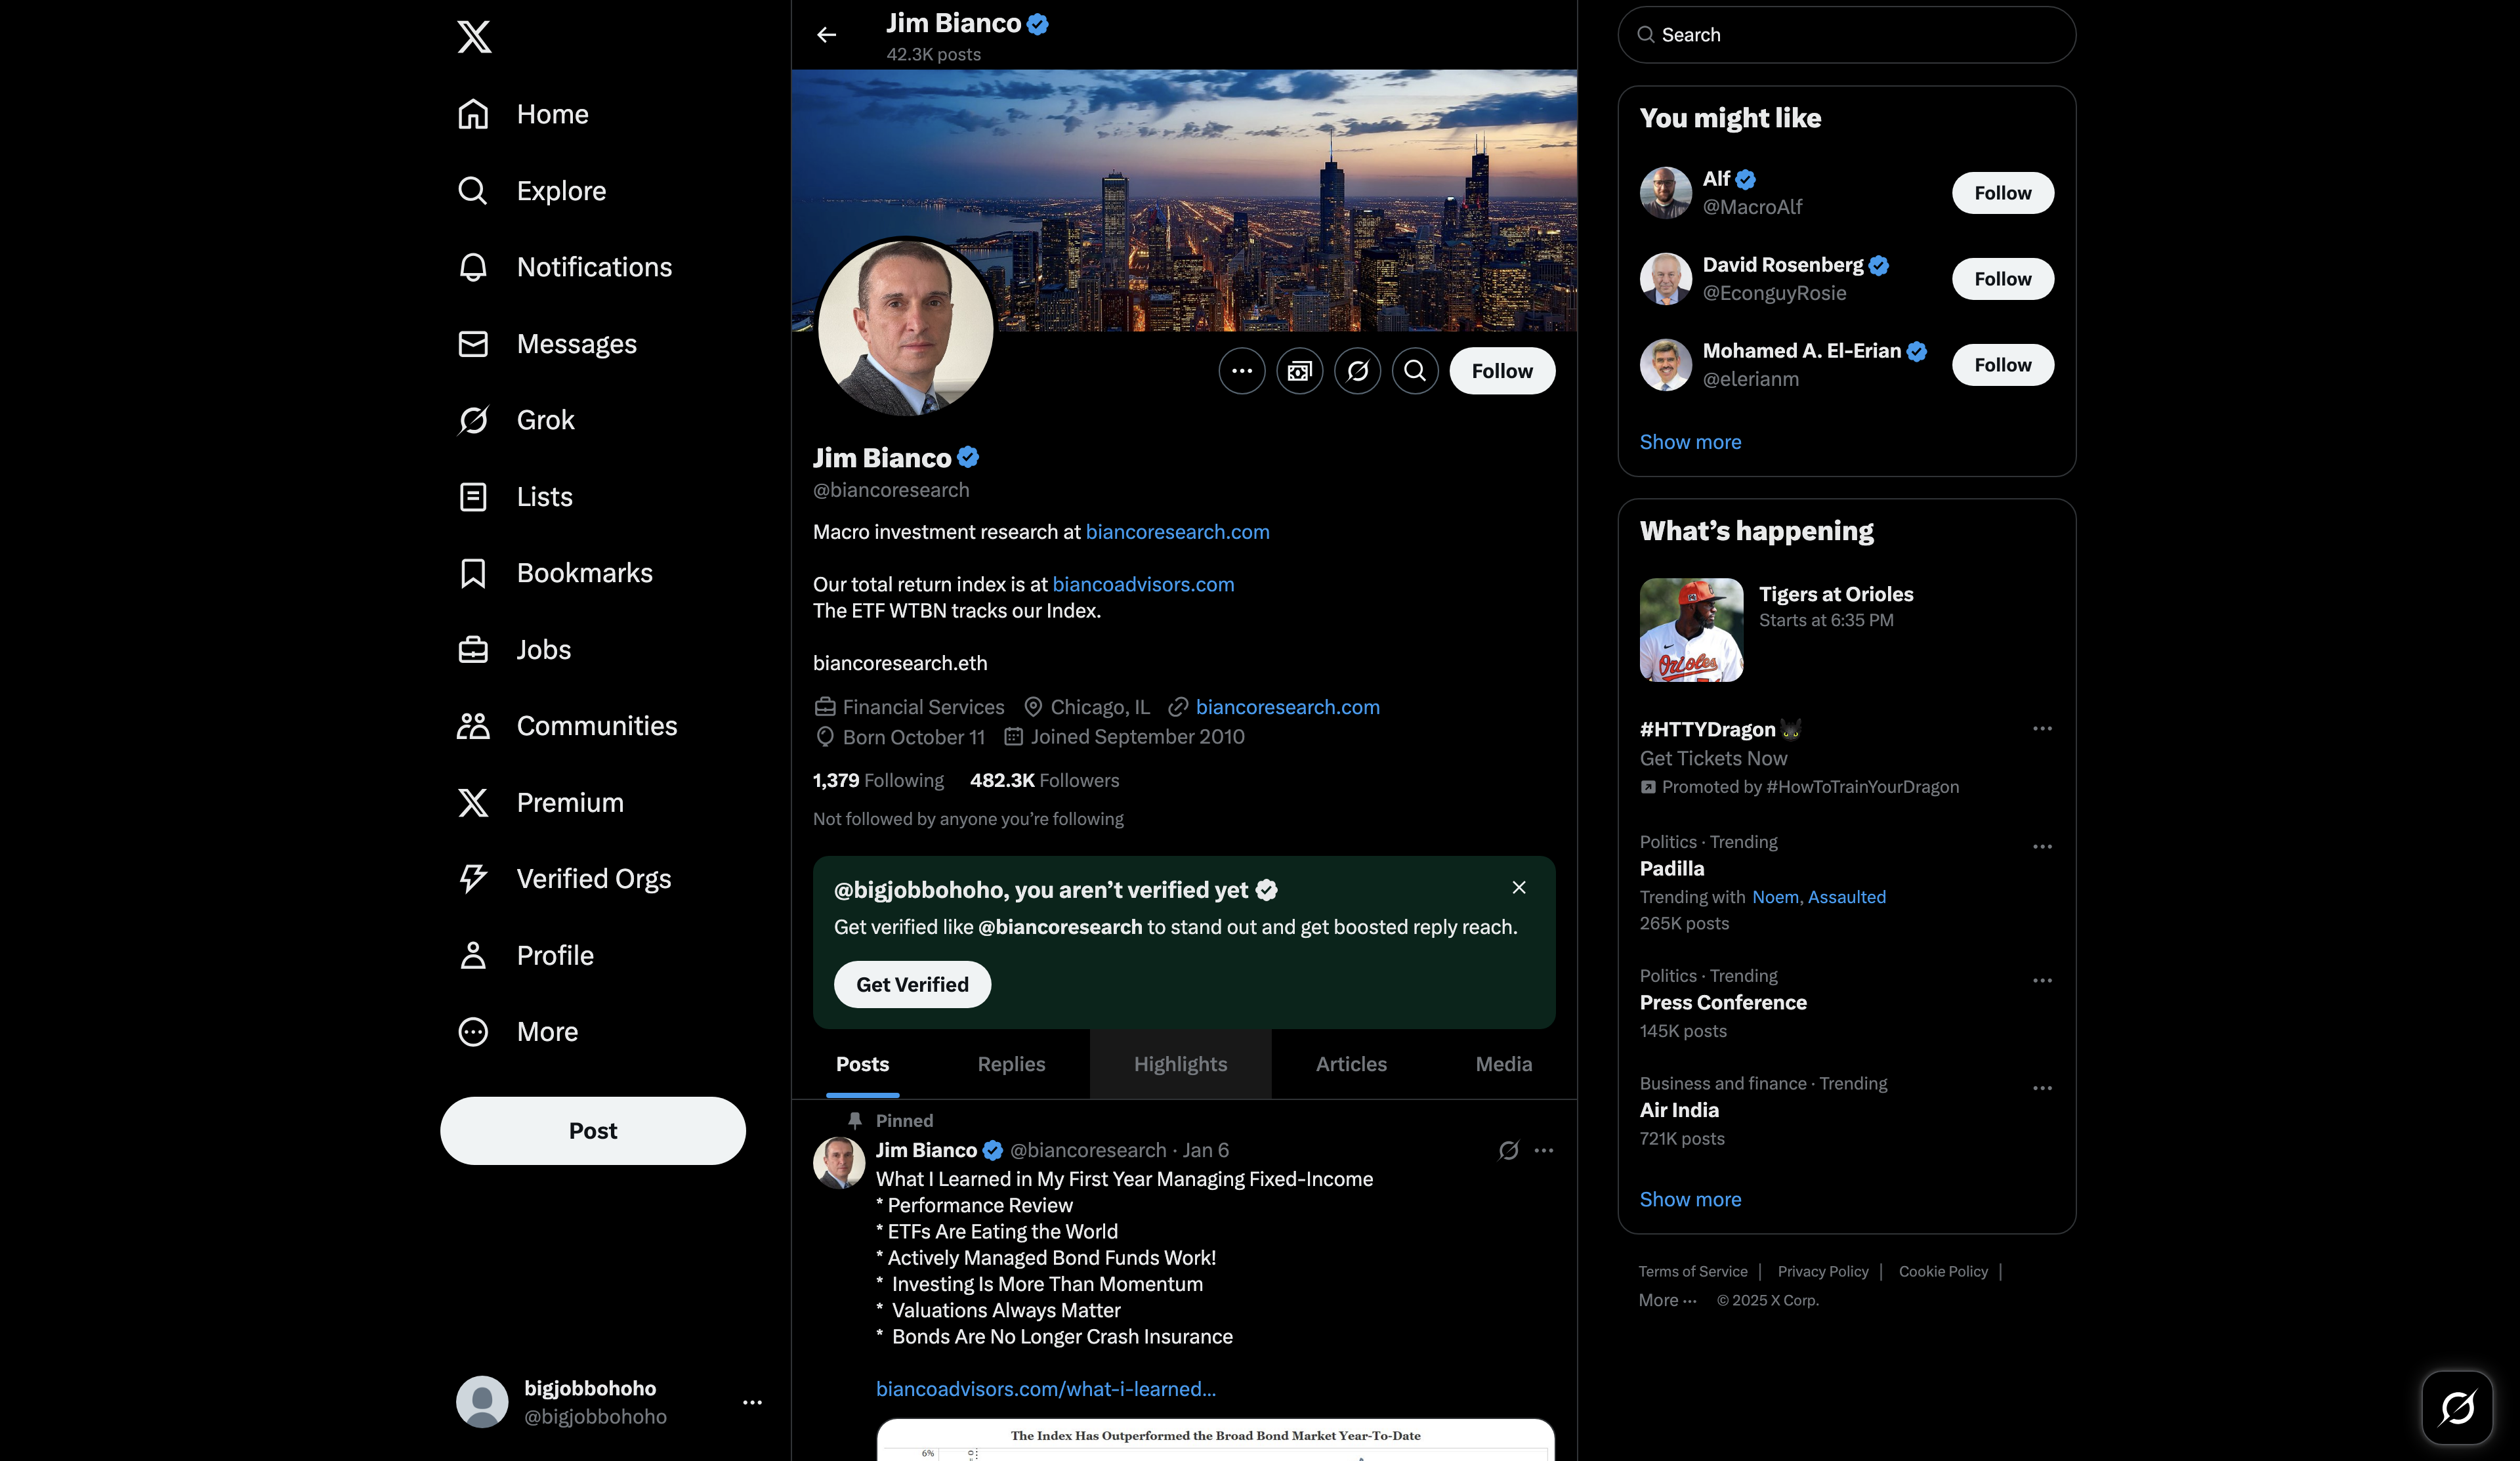 Home
Explore
Notifications
Messages
Grok
Lists
Bookmarks
Jobs
Communities
Premium
Verified Orgs
Profile
More
Post
bigjobbohoho
@bigjobbohoho
Jim Bianco
42.3K posts
Follow
Jim Bianco
@biancoresearch
Macro investment research at biancoresearch.com
Our total return index is at biancoadvisors.com
The ETF WTBN tracks our Index.
biancoresearch.eth
Financial Services Chicago, IL biancoresearch.com
Born October 11 Joined September 2010
1,379 Following 482.3K Followers
Not followed by anyone you’re following
@bigjobbohoho, you aren’t verified yet
Get verified like @biancoresearch to stand out and get boosted reply reach.
Get Verified
Posts Replies Highlights Articles Media
Pinned
Jim Bianco @biancoresearch · Jan 6
What I Learned in My First Year Managing Fixed-Income
* Performance Review
* ETFs Are Eating the World
* Actively Managed Bond Funds Work!
* Investing Is More Than Momentum
* Valuations Always Matter
* Bonds Are No Longer Crash Insurance
biancoadvisors.com/what-i-learned…
The Index Has Outperformed the Broad Bond Market Year-To-Date
6%
Search
You might like
Alf
@MacroAlf
Follow
David Rosenberg
@EconguyRosie
Follow
Mohamed A. El-Erian
@elerianm
Follow
Show more
What’s happening
Tigers at Orioles
Starts at 6:35 PM
Orioles
#HTTYDragon
Get Tickets Now
Promoted by #HowToTrainYourDragon
Politics · Trending
Padilla
Trending with Noem, Assaulted
265K posts
Politics · Trending
Press Conference
145K posts
Business and finance · Trending
Air India
721K posts
Show more
Terms of Service | Privacy Policy | Cookie Policy |
More ··· © 2025 X Corp.